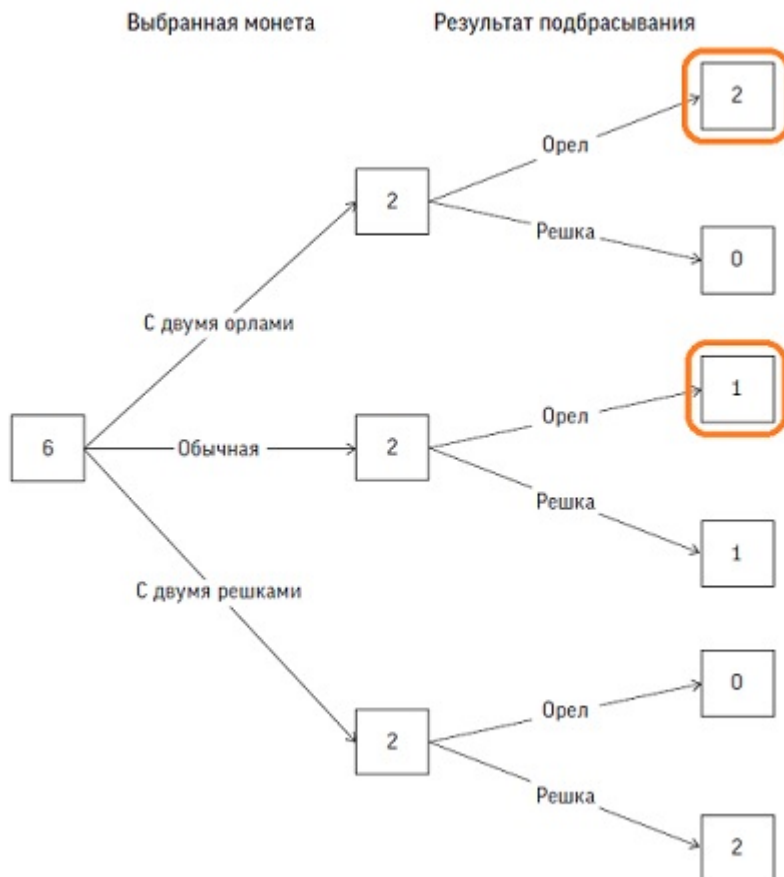 Выбранная монета Результат подбрасывания
2
Орел
2
Решка
0
С двумя орлами
1
Орел
6 Обычная 2
Решка
1
С двумя решками
0
Орел
2
Решка
2